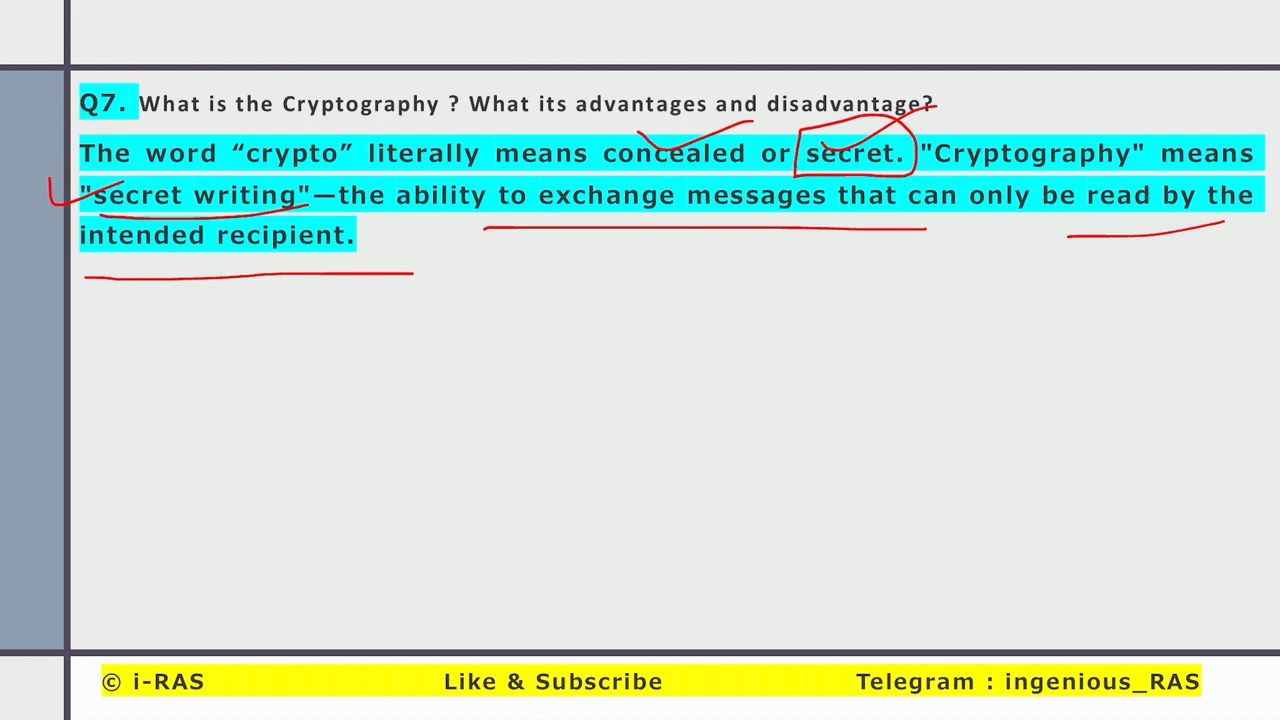 Q7. What is the Cryptography ? What its advantages and disadvantage?
The word “crypto” literally means concealed or secret. "Cryptography" means
"secret writing"—the ability to exchange messages that can only be read by the
intended recipient.
© i-RAS Like & Subscribe Telegram : ingenious_RAS